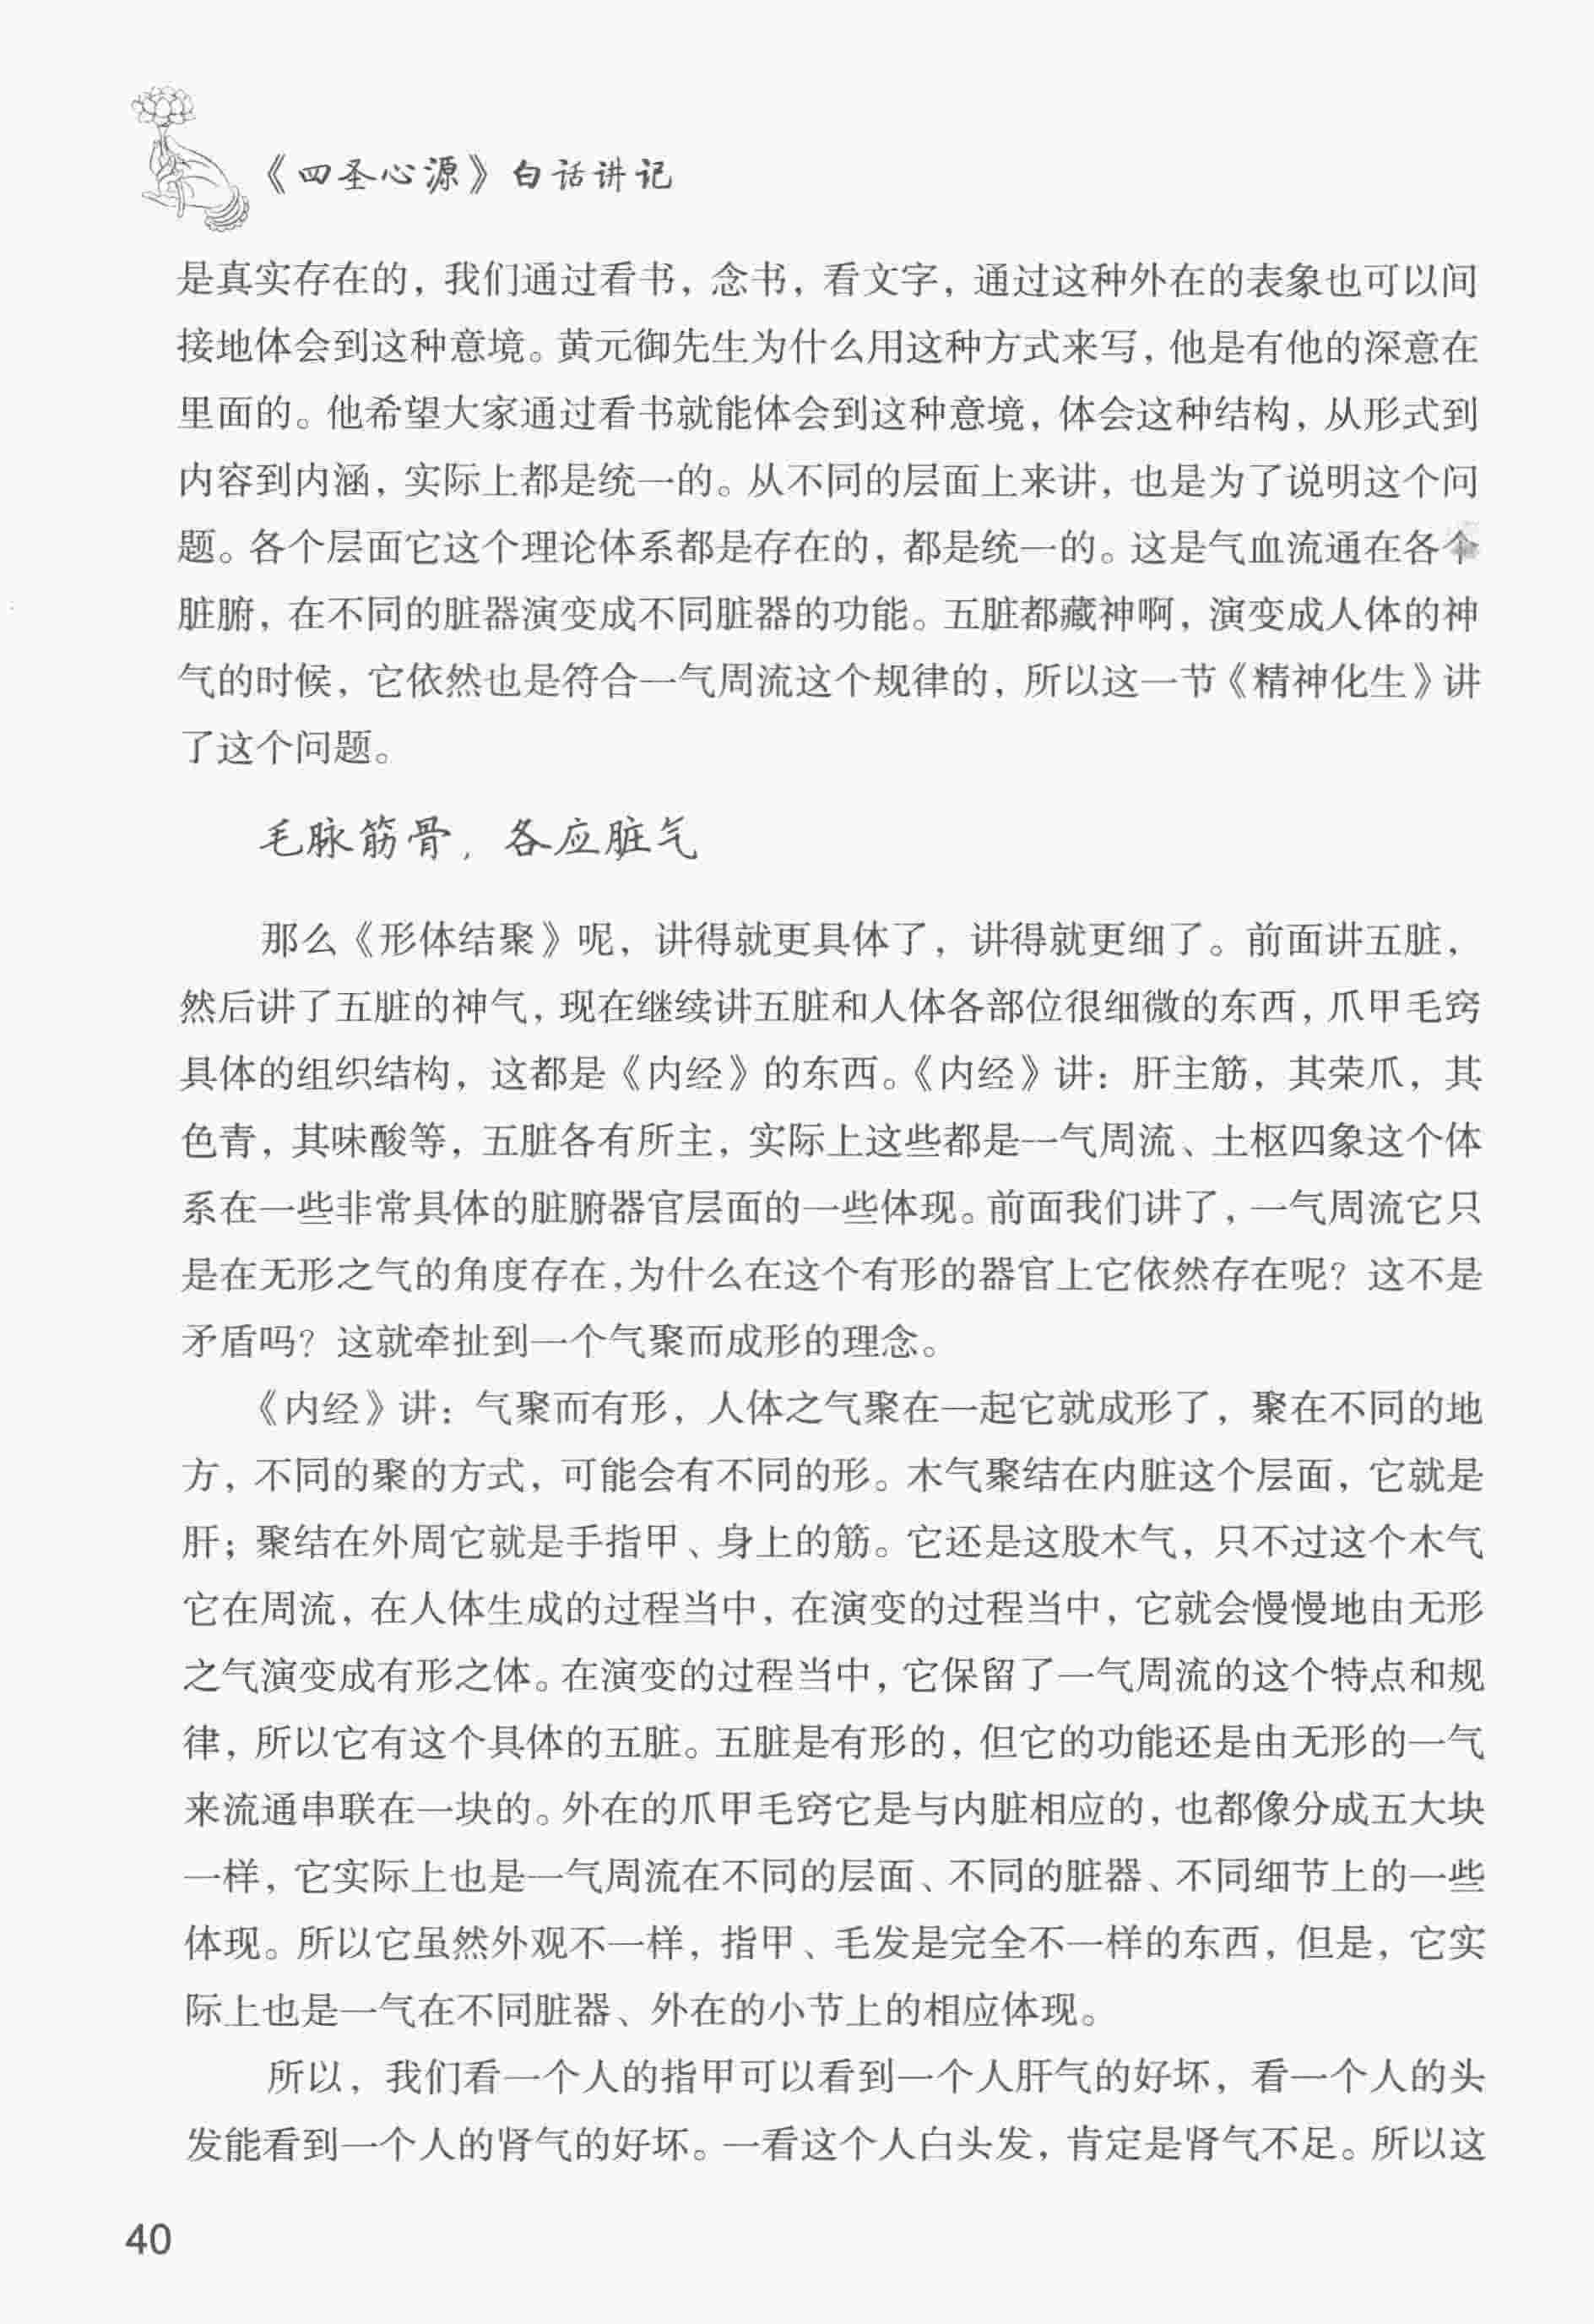 《四圣心源》白话讲记
是真实存在的，我们通过看书，念书，看文字，通过这种外在的表象也可以间
接地体会到这种意境。黄元御先生为什么用这种方式来写，他是有他的深意在
里面的。他希望大家通过看书就能体会到这种意境，体会这种结构，从形式到
内容到内涵，实际上都是统一的。从不同的层面上来讲，也是为了说明这个问
题。各个层面它这个理论体系都是存在的，都是统一的。这是气血流通在各个
脏腑，在不同的脏器演变成不同脏器的功能。五脏都藏神啊，演变成人体的神
气的时候，它依然也是符合一气周流这个规律的，所以这一节《精神化生》讲
了这个问题。
毛脉筋骨，各应脏气
那么《形体结聚》呢，讲得就更具体了，讲得就更细了。前面讲五脏，
然后讲了五脏的神气，现在继续讲五脏和人体各部位很细微的东西，爪甲毛窍
具体的组织结构，这都是《内经》的东西。《内经》讲：肝主筋，其荣爪，其
色青，其味酸等，五脏各有所主，实际上这些都是一气周流、土枢四象这个体
系在一些非常具体的脏腑器官层面的一些体现。前面我们讲了，一气周流它只
是在无形之气的角度存在,为什么在这个有形的器官上它依然存在呢？这不是
矛盾吗？这就牵扯到一个气聚而成形的理念。
《内经》讲：气聚而有形，人体之气聚在一起它就成形了，聚在不同的地
方，不同的聚的方式，可能会有不同的形。木气聚结在内脏这个层面，它就是
肝；聚结在外周它就是手指甲、身上的筋。它还是这股木气，只不过这个木气
它在周流，在人体生成的过程当中，在演变的过程当中，它就会慢慢地由无形
之气演变成有形之体。在演变的过程当中，它保留了一气周流的这个特点和规
律，所以它有这个具体的五脏。五脏是有形的，但它的功能还是由无形的一气
来流通串联在一块的。外在的爪甲毛窍它是与内脏相应的，也都像分成五大块
一样，它实际上也是一气周流在不同的层面、不同的脏器、不同细节上的一些
体现。所以它虽然外观不一样，指甲、毛发是完全不一样的东西，但是，它实
际上也是一气在不同脏器、外在的小节上的相应体现。
所以，我们看一个人的指甲可以看到一个人肝气的好坏，看一个人的头
发能看到一个人的肾气的好坏。一看这个人白头发，肯定是肾气不足。所以这
40